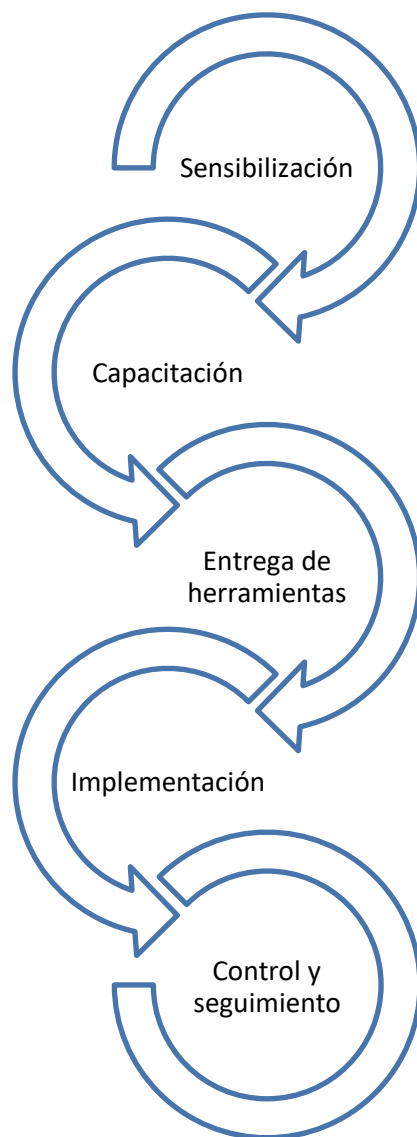 Sensibilización
Capacitación
Entrega de
herramientas
Implementación
Control y
seguimiento